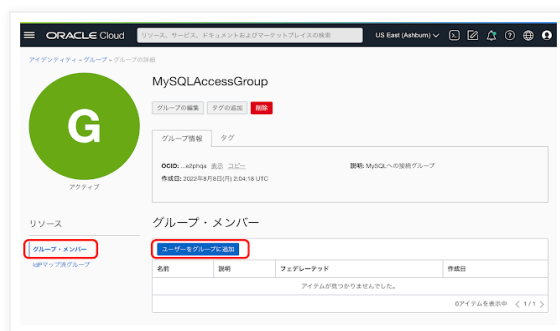 ORACLE Cloud
リソース、サービス、ドキュメントおよびマーケットプレイスの検索
US East (Ashburn)
アイデンティティ » グループ » グループの詳細
G
アクティブ
MySQLAccessGroup
グループの編集 タグの追加 削除
グループ情報 タグ
OCID: ...e2phqa 表示 コピー
説明: MySQLへの接続グループ
作成日: 2022年8月8日(月) 2:04:18 UTC
リソース
グループ・メンバー
IdPマップ済グループ
グループ・メンバー
ユーザーをグループに追加
名前 説明 フェデレーテッド 作成日
アイテムが見つかりませんでした。
0アイテムを表示中 < 1 / 1 >